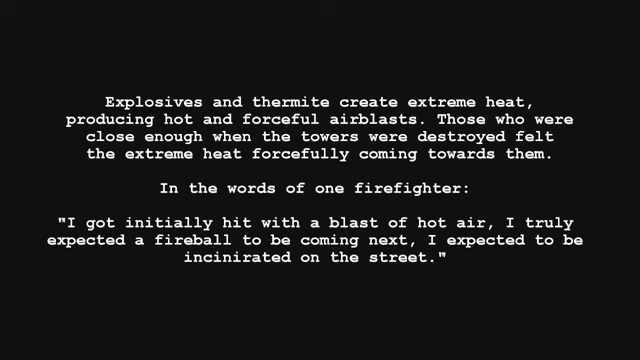 Explosives and thermite create extreme heat,
producing hot and forceful airblasts. Those who were
close enough when the towers were destroyed felt
the extreme heat forcefully coming towards them.
In the words of one firefighter:
"I got initially hit with a blast of hot air, I truly
expected a fireball to be coming next, I expected to be
incinirated on the street."